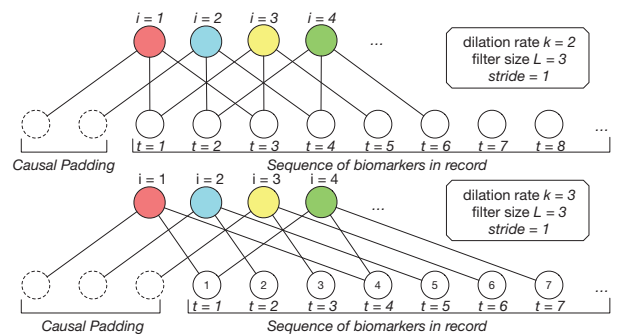 i = 1 i = 2 i = 3 i = 4
...
dilation rate k = 2
filter size L = 3
stride = 1
...
t = 1 t = 2 t = 3 t = 4 t = 5 t = 6 t = 7 t = 8
Causal Padding Sequence of biomarkers in record
i = 1 i = 2 i = 3 i = 4
...
dilation rate k = 3
filter size L = 3
stride = 1
1 2 3 4 5 6 7 ...
t = 1 t = 2 t = 3 t = 4 t = 5 t = 6 t = 7
Causal Padding Sequence of biomarkers in record